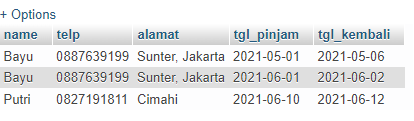 + Options
name telp alamat tgl_pinjam tgl_kembali
Bayu 0887639199 Sunter, Jakarta 2021-05-01 2021-05-06
Bayu 0887639199 Sunter, Jakarta 2021-06-01 2021-06-02
Putri 0827191811 Cimahi 2021-06-10 2021-06-12